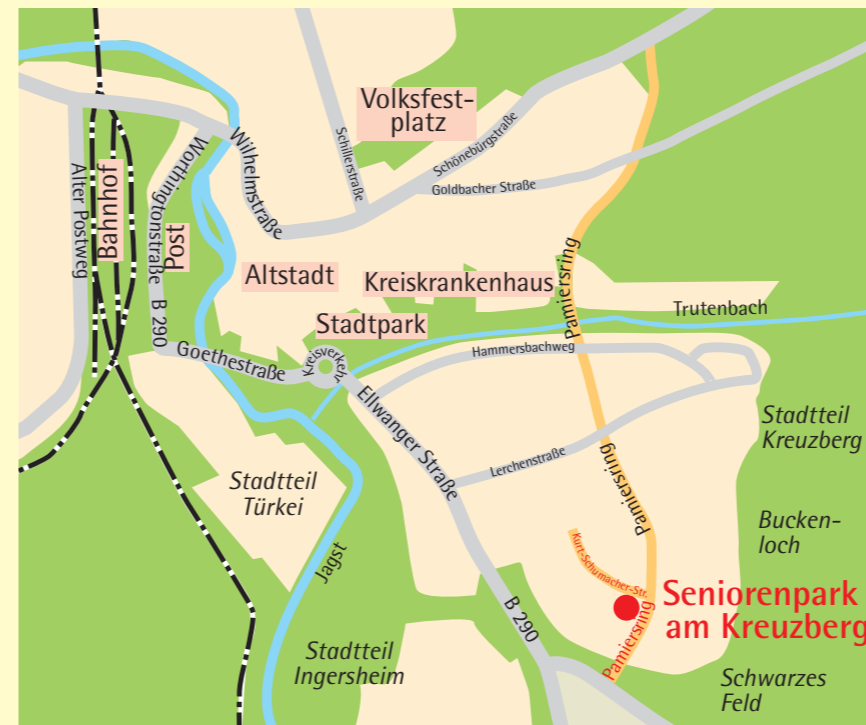 Volksfest-
platz
Schillerstraße
Schönebürgstraße
Goldbacher Straße
Wilhelmstraße
Worthingtonstraße
B 290
Alter Postweg
Bahnhof
Post
Altstadt
Kreiskrankenhaus
Pamiersring
Trutenbach
Stadtpark
Kreisverkehr
Goethestraße
Hammersbachweg
Ellwanger Straße
Lerchenstraße
Stadtteil
Kreuzberg
Stadtteil
Türkei
Pamiersring
Bucken-
loch
Jagst
Kurt-Schumacher-Str.
Seniorenpark
am Kreuzberg
Pamiersring
B 290
Stadtteil
Ingersheim
Schwarzes
Feld